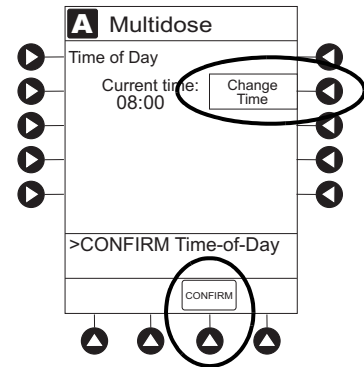 A Multidose
Time of Day
Current time:
08:00
Change
Time
>CONFIRM Time-of-Day
CONFIRM